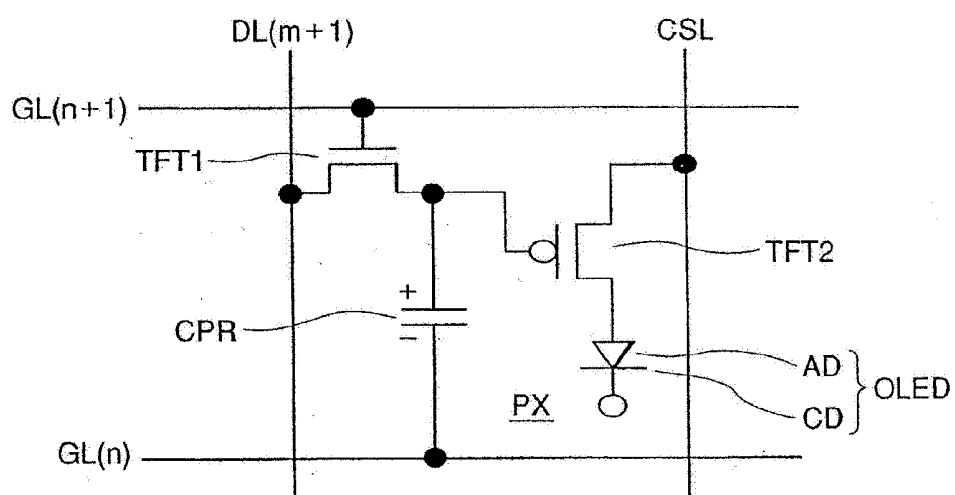 DL(m+1)
CSL
GL(n+1)
TFT1
TFT2
+
CPR
−
AD
OLED
PX
CD
GL(n)